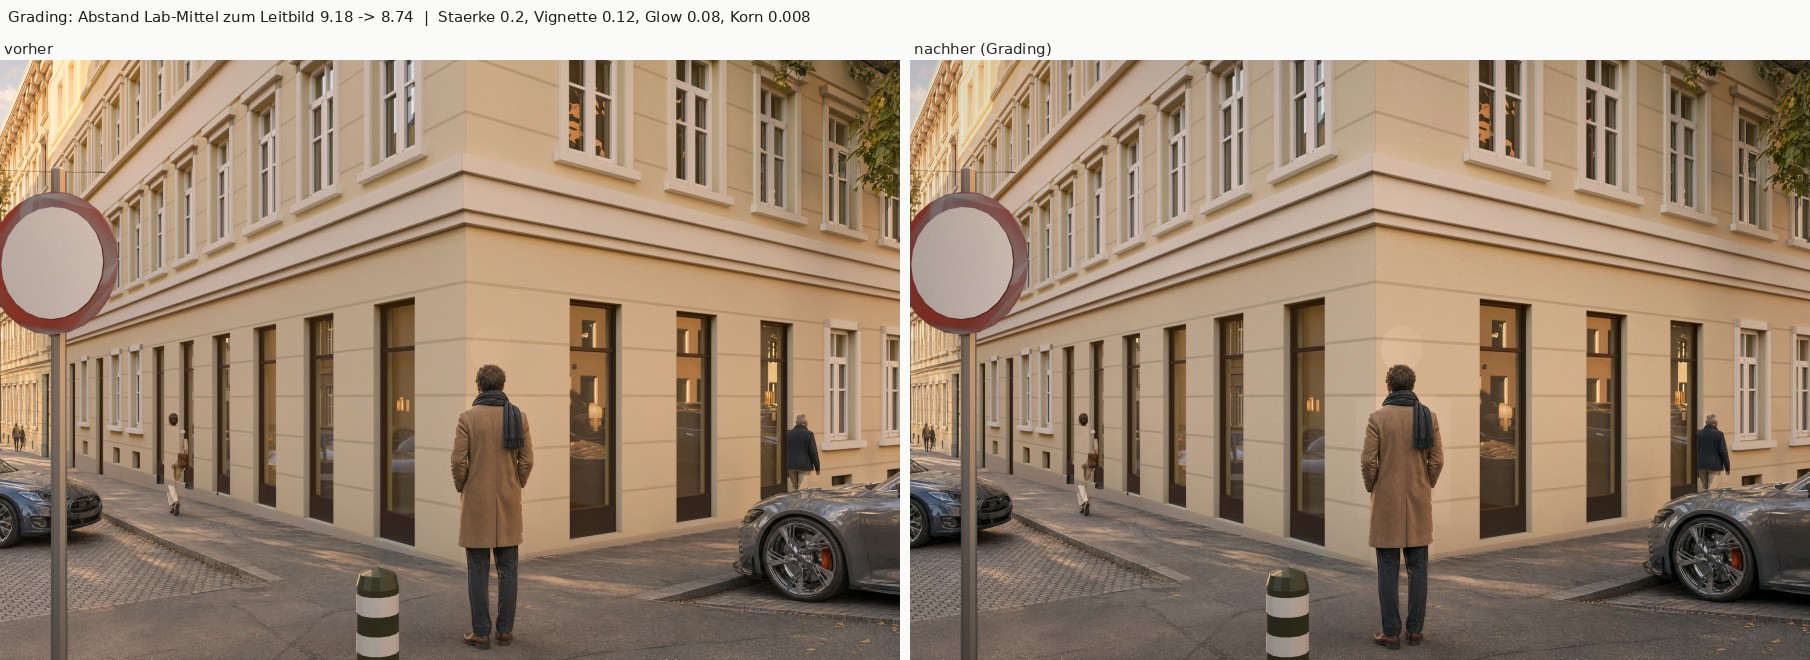 Grading: Abstand Lab-Mittel zum Leitbild 9.18 -> 8.74 | Staerke 0.2, Vignette 0.12, Glow 0.08, Korn 0.008
vorher
nachher (Grading)